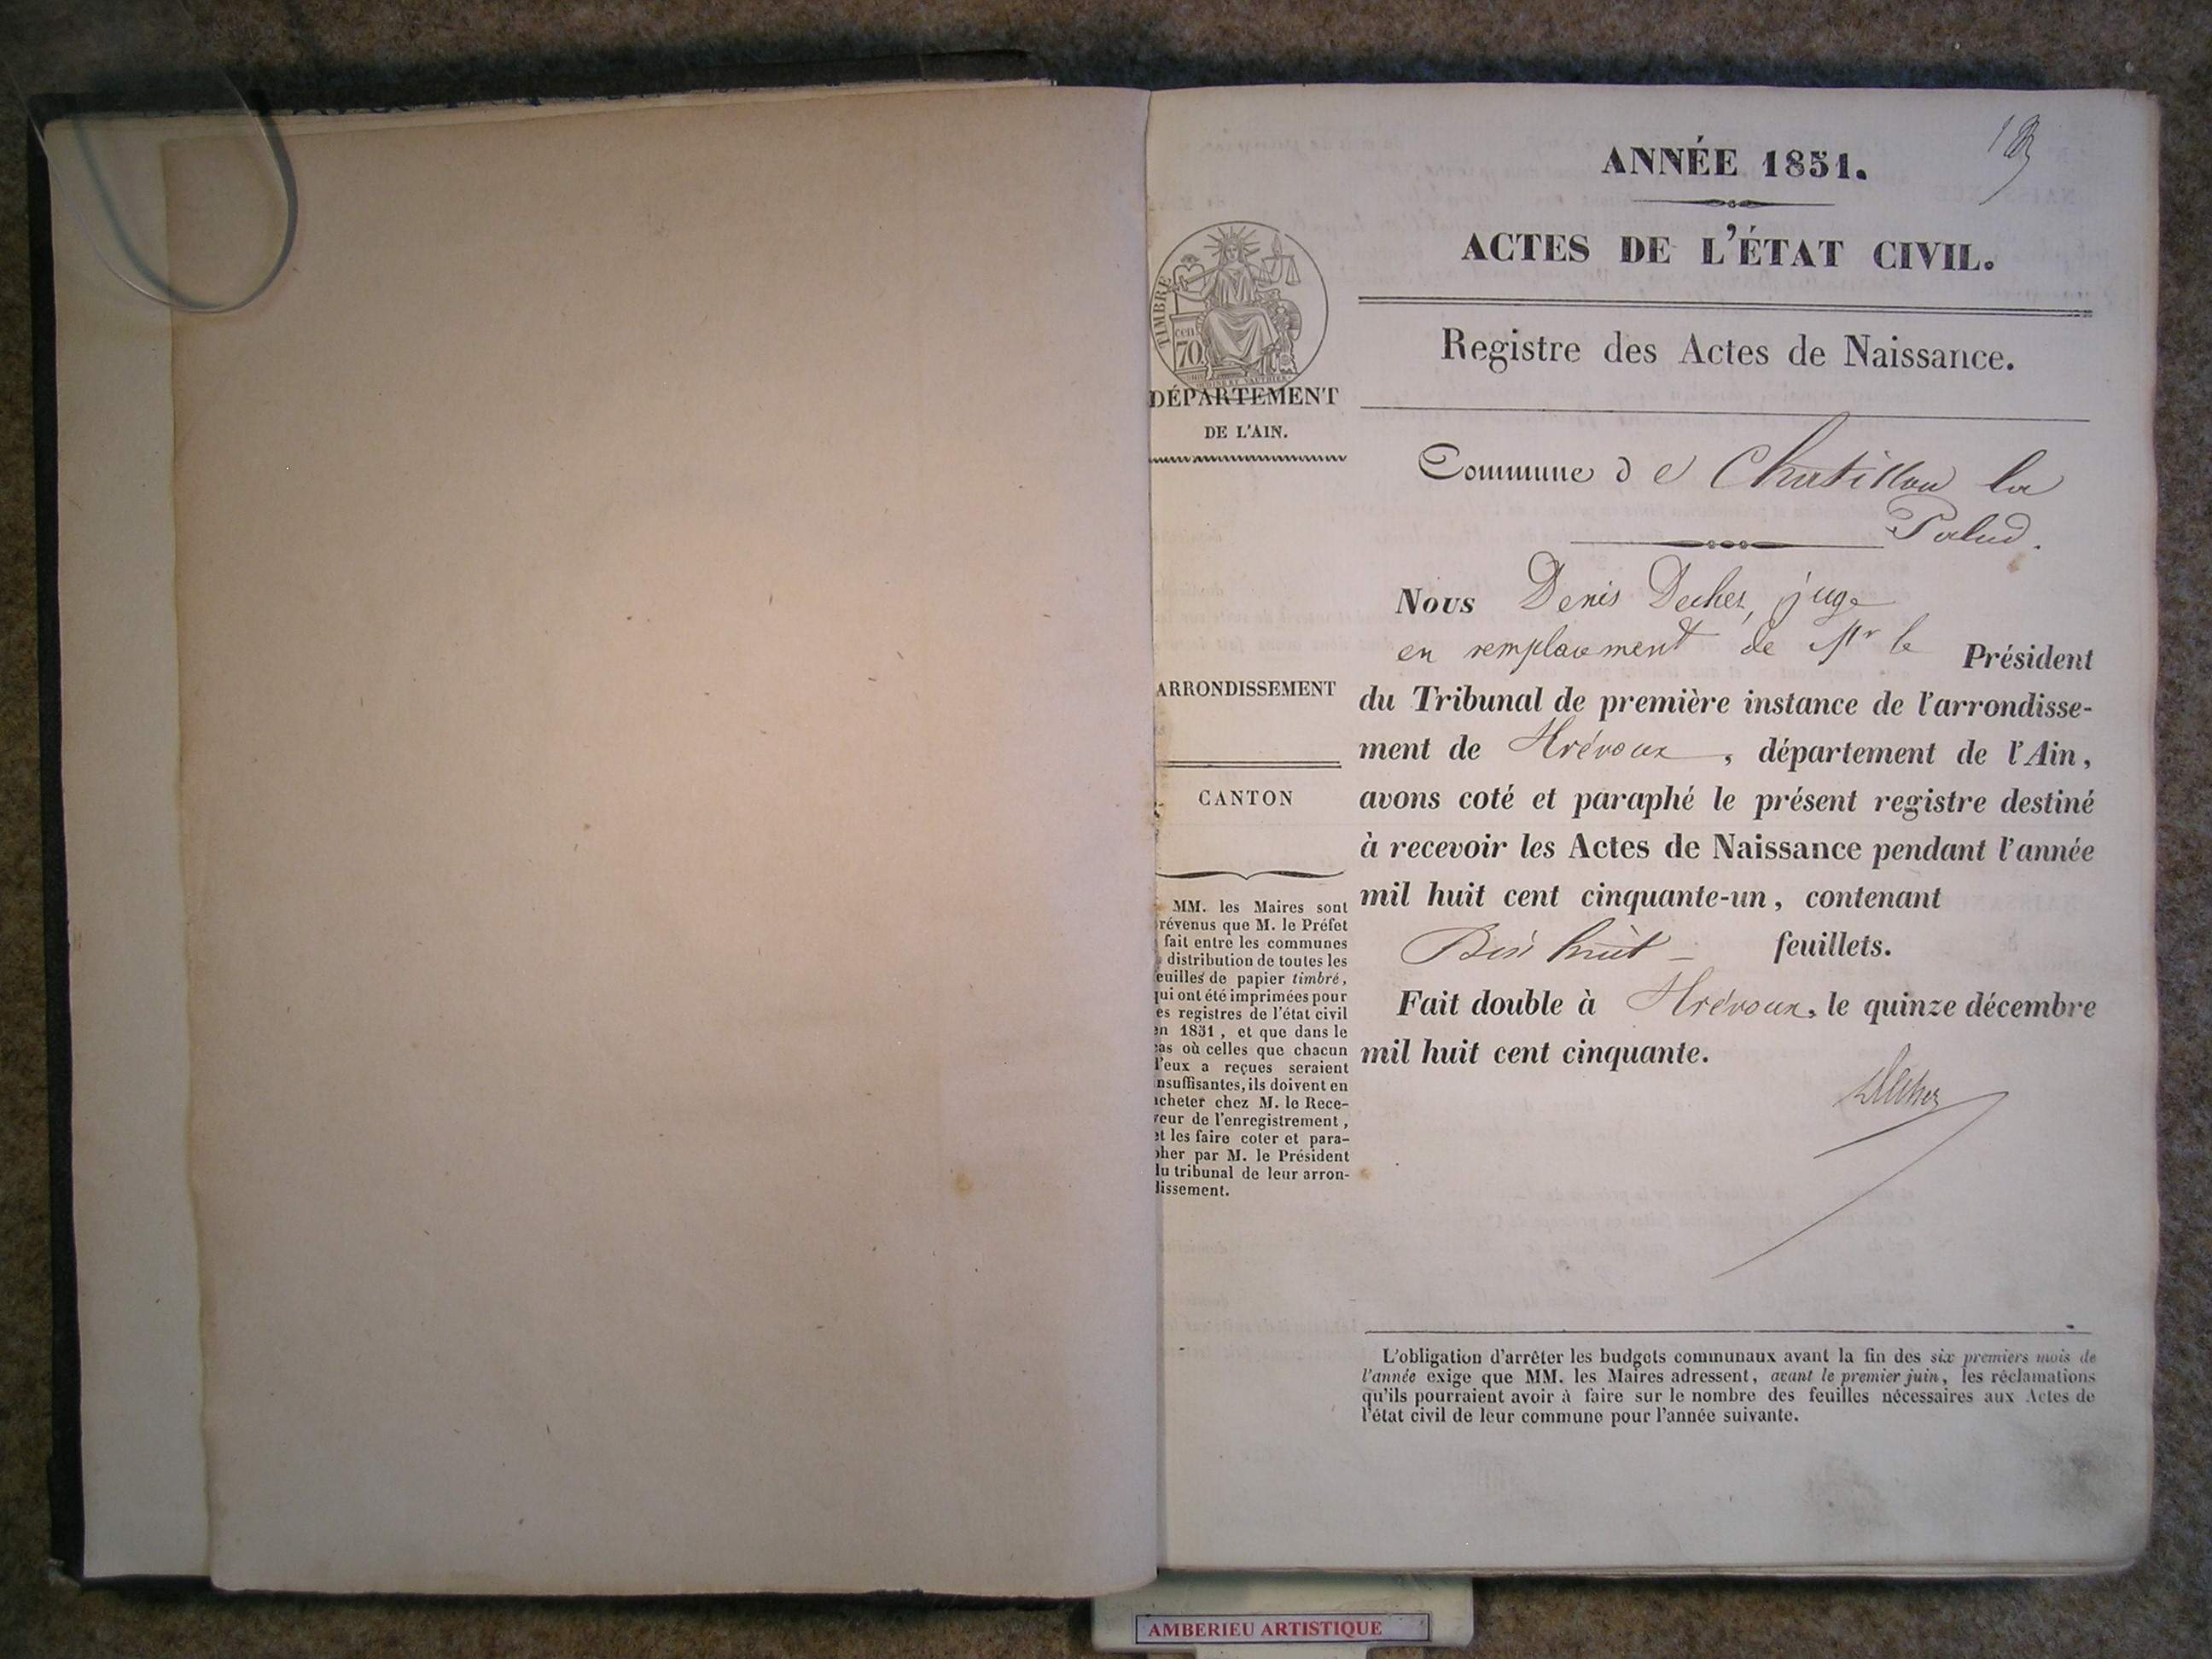 ANNÉE 1851.
ACTES DE L'ÉTAT CIVIL.
TIMBRE
cen
70
Registre des Actes de Naissance.
DÉPARTEMENT
DE L'AIN.
Commune de Chatillon la
Palud.
Nous Denis Decher, juge
en remplacement de Mr le Président
du Tribunal de première instance de l'arrondisse-
ment de Trévoux, département de l'Ain,
avons coté et paraphé le présent registre destiné
à recevoir les Actes de Naissance pendant l'année
mil huit cent cinquante-un, contenant
huit feuillets.
Fait double à Trévoux, le quinze décembre
mil huit cent cinquante.
ARRONDISSEMENT
CANTON
MM. les Maires sont
révenus que M. le Préfet
fait entre les communes
distribution de toutes les
euilles de papier timbré,
qui ont été imprimées pour
es registres de l'état civil
en 1851, et que dans le
cas où celles que chacun
d'eux a reçues seraient
nsuffisantes, ils doivent en
acheter chez M. le Rece-
veur de l'enregistrement,
et les faire coter et para-
pher par M. le Président
du tribunal de leur arron-
dissement.
L'obligation d'arrêter les budgets communaux avant la fin des six premiers mois de
l'année exige que MM. les Maires adressent, avant le premier juin, les réclamations
qu'ils pourraient avoir à faire sur le nombre des feuilles nécessaires aux Actes de
l'état civil de leur commune pour l'année suivante.
AMBERIEU ARTISTIQUE